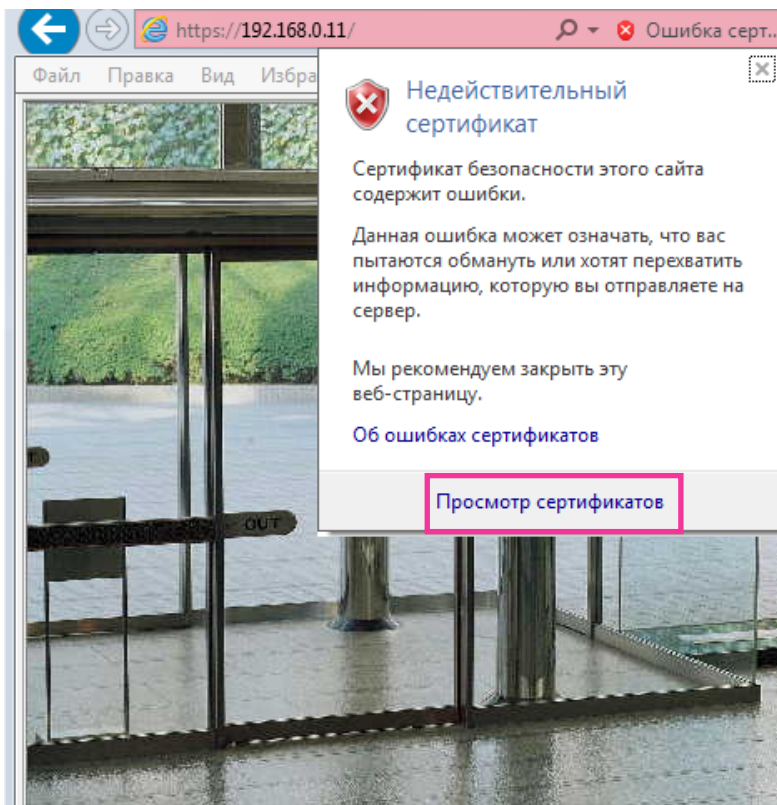 https://192.168.0.11/
Ошибка серт...
Файл Правка Вид Избра
Недействительный
сертификат
Сертификат безопасности этого сайта
содержит ошибки.
Данная ошибка может означать, что вас
пытаются обмануть или хотят перехватить
информацию, которую вы отправляете на
сервер.
Мы рекомендуем закрыть эту
веб-страницу.
Об ошибках сертификатов
Просмотр сертификатов
OUT